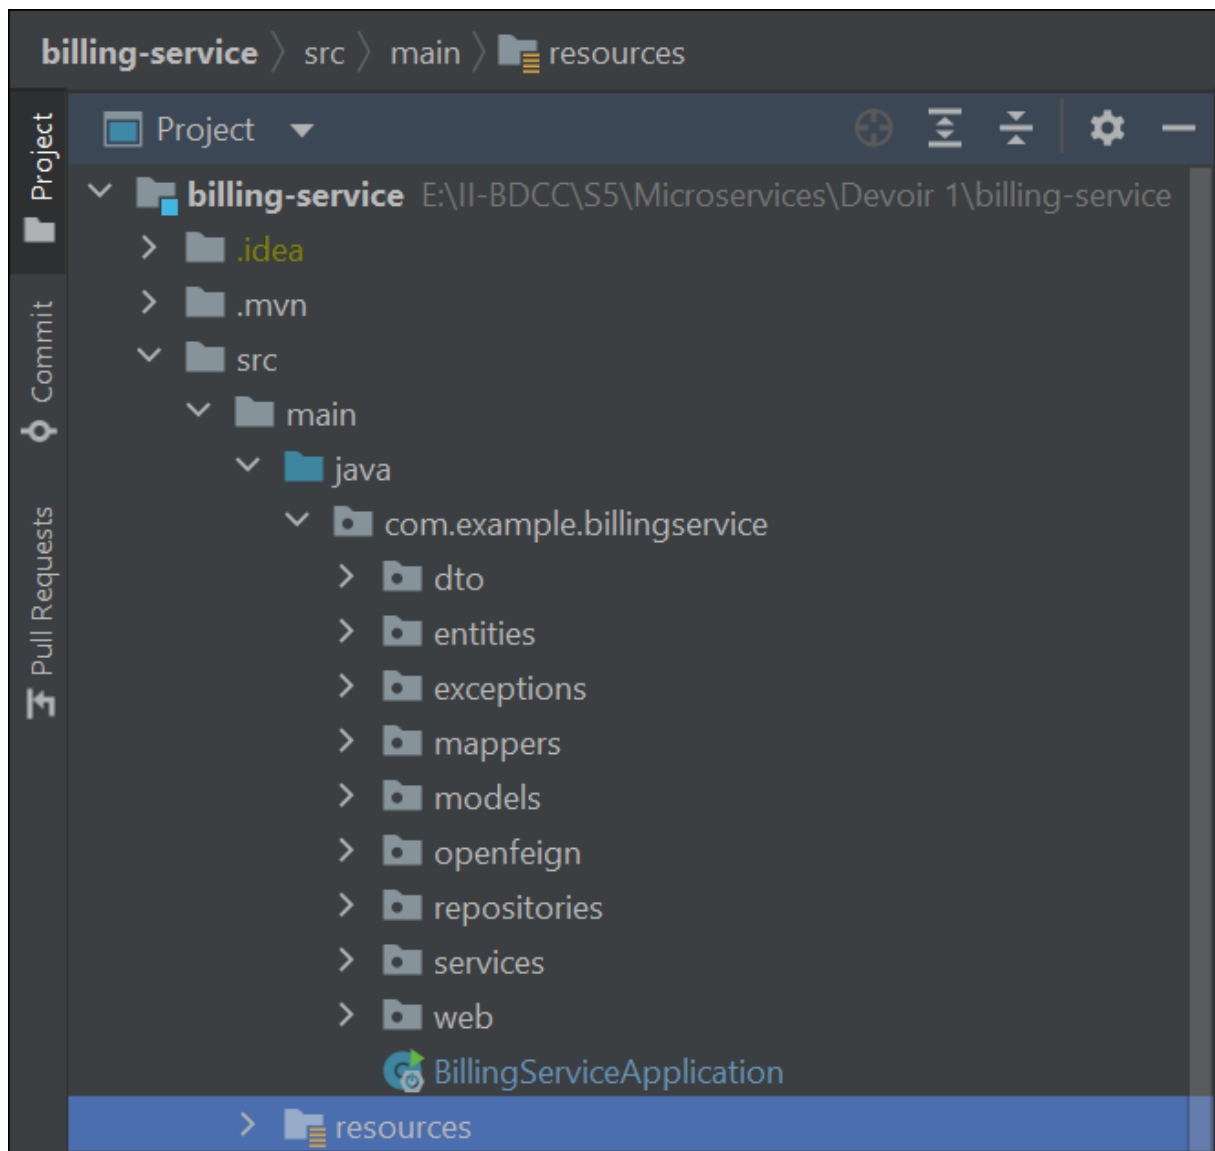 billing-service src main resources
Project
Project
Commit
Pull Requests
billing-service E:\II-BDCC\S5\Microservices\Devoir 1\billing-service
.idea
.mvn
src
main
java
com.example.billingservice
dto
entities
exceptions
mappers
models
openfeign
repositories
services
web
BillingServiceApplication
resources